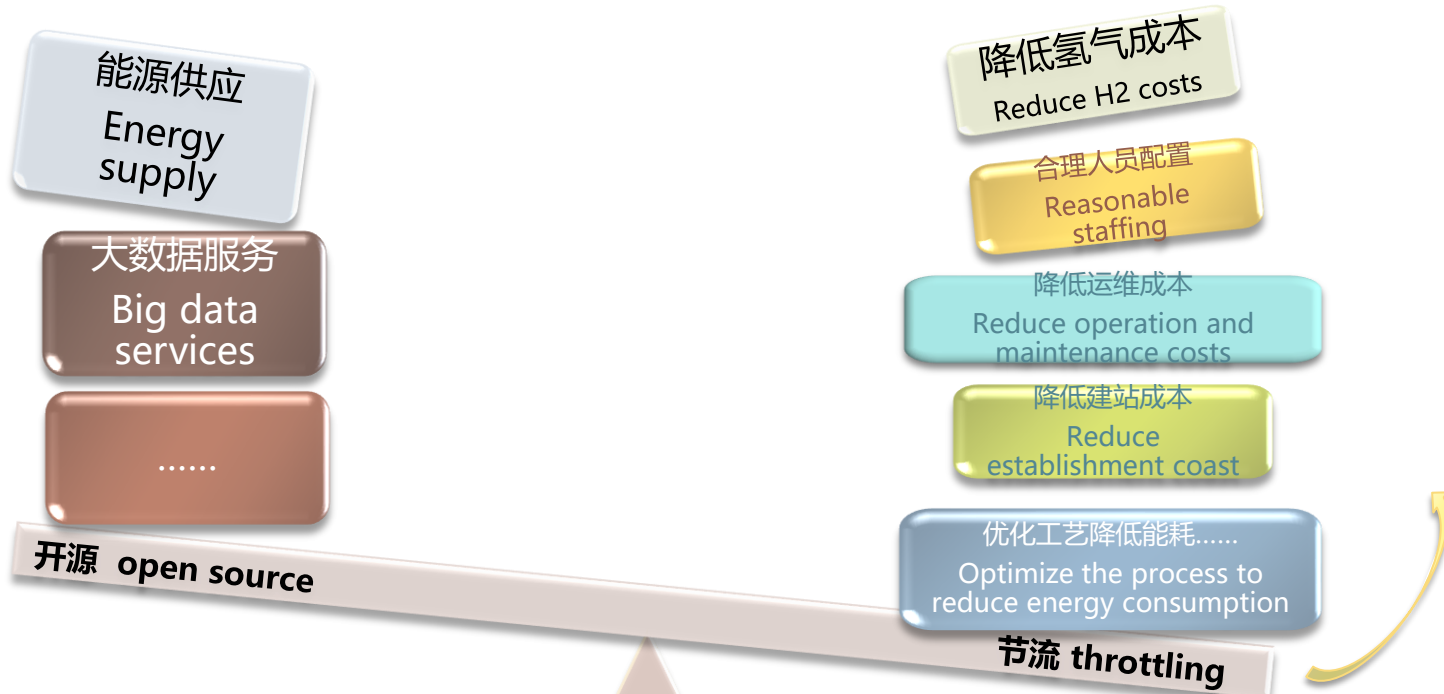 能源供应
Energy
supply
大数据服务
Big data
services
……
开源 open source
降低氢气成本
Reduce H2 costs
合理人员配置
Reasonable
staffing
降低运维成本
Reduce operation and
maintenance costs
降低建站成本
Reduce
establishment coast
优化工艺降低能耗……
Optimize the process to
reduce energy consumption
节流 throttling